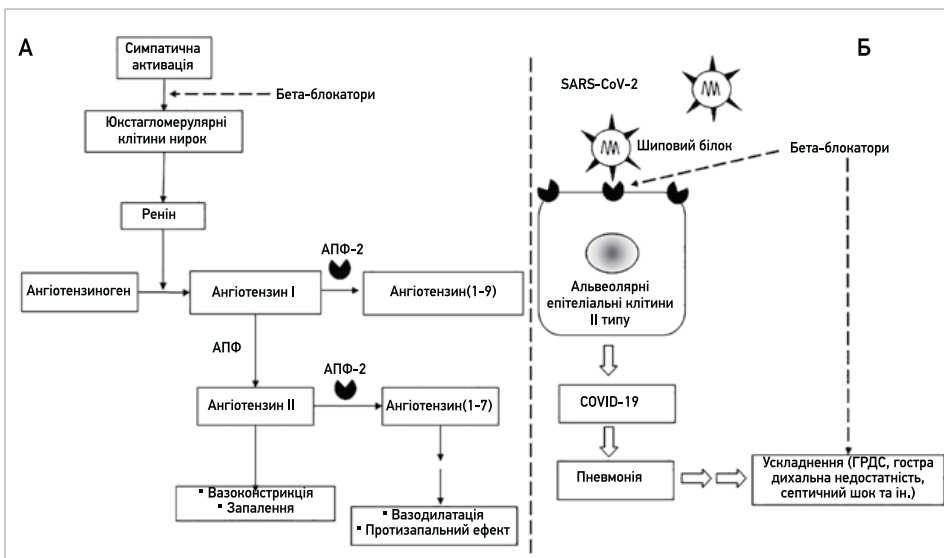 А
Симпатична
активація
Бета-блокатори
Юкстагломерулярні
клітини нирок
Ренін
АПФ-2
Ангіотензиноген
Ангіотензин I
Ангіотензин(1-9)
АПФ
АПФ-2
Ангіотензин II
Ангіотензин(1-7)
▪ Вазоконстрикція
▪ Запалення
▪ Вазодилатація
▪ Протизапальний ефект
Б
SARS-CoV-2
Шиповий білок
Бета-блокатори
Альвеолярні
епітеліальні клітини
II типу
COVID-19
Пневмонія
Ускладнення (ГРДС, гостра
дихальна недостатність,
септичний шок та ін.)